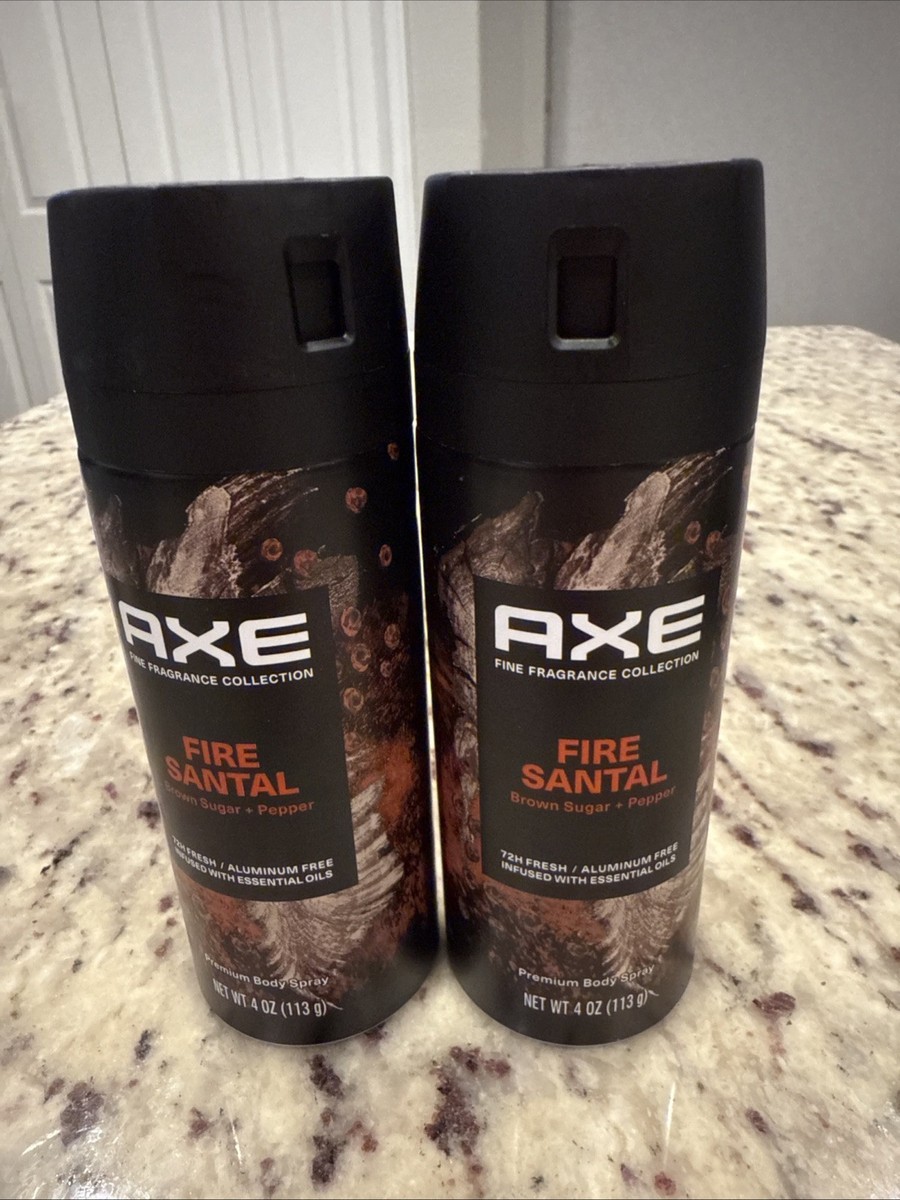 AXE
FINE FRAGRANCE COLLECTION
FIRE
SANTAL
Brown Sugar + Pepper
72H FRESH / ALUMINUM FREE
INFUSED WITH ESSENTIAL OILS
Premium Body Spray
NET WT 4 OZ (113 g)
AXE
FINE FRAGRANCE COLLECTION
FIRE
SANTAL
Brown Sugar + Pepper
72H FRESH / ALUMINUM FREE
INFUSED WITH ESSENTIAL OILS
Premium Body Spray
NET WT 4 OZ (113 g)